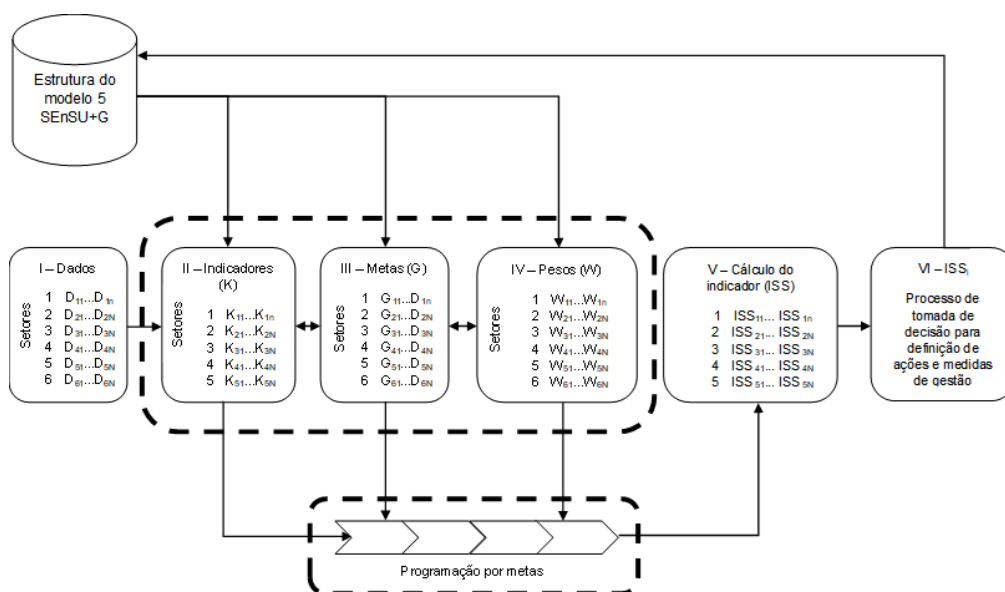 Estrutura do
modelo 5
SEnSU+G
I – Dados
Setores
1 D₁₁...D₁ₙ
2 D₂₁...D₂N
3 D₃₁...D₃N
4 D₄₁...D₄N
5 D₅₁...D₅N
6 D₆₁...D₆N
II – Indicadores
(K)
Setores
1 K₁₁...K₁ₙ
2 K₂₁...K₂N
3 K₃₁...K₃N
4 K₄₁...K₄N
5 K₅₁...K₅N
III – Metas (G)
Setores
1 G₁₁...D₁ₙ
2 G₂₁...D₂N
3 G₃₁...D₃N
4 G₄₁...D₄N
5 G₅₁...D₅N
6 G₆₁...D₆N
IV – Pesos (W)
Setores
1 W₁₁...W₁ₙ
2 W₂₁...W₂N
3 W₃₁...W₃N
4 W₄₁...W₄N
5 W₅₁...W₅N
6 W₆₁...W₆N
V – Cálculo do
indicador (ISS)
1 ISS₁₁... ISS₁ₙ
2 ISS₂₁... ISS₂N
3 ISS₃₁... ISS₃N
4 ISS₄₁... ISS₄N
5 ISS₅₁... ISS₅N
VI – ISSᵢ
Processo de
tomada de
decisão para
definição de
ações e medidas
de gestão
Programação por metas